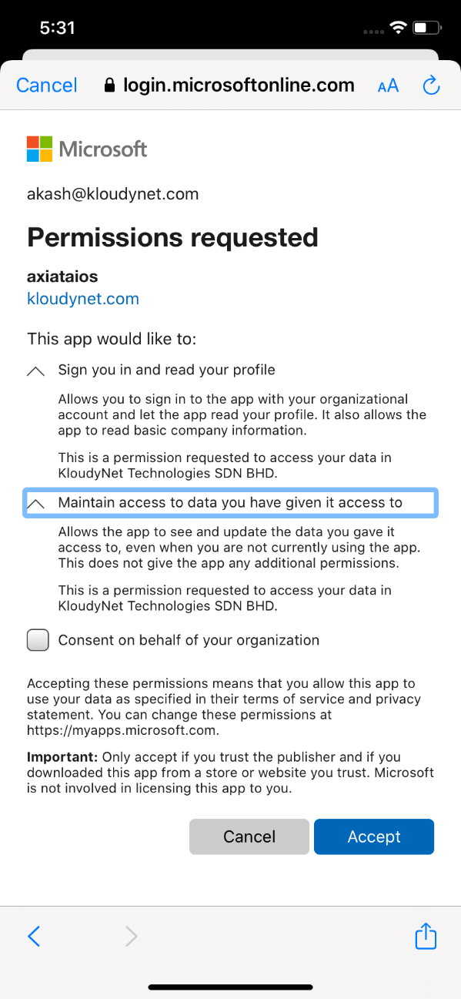 5:31
Cancel login.microsoftonline.com AA
Microsoft
akash@kloudynet.com
Permissions requested
axiataios
kloudynet.com
This app would like to:
Sign you in and read your profile
Allows you to sign in to the app with your organizational
account and let the app read your profile. It also allows the
app to read basic company information.
This is a permission requested to access your data in
KloudyNet Technologies SDN BHD.
Maintain access to data you have given it access to
Allows the app to see and update the data you gave it
access to, even when you are not currently using the app.
This does not give the app any additional permissions.
This is a permission requested to access your data in
KloudyNet Technologies SDN BHD.
Consent on behalf of your organization
Accepting these permissions means that you allow this app to
use your data as specified in their terms of service and privacy
statement. You can change these permissions at
https://myapps.microsoft.com.
Important: Only accept if you trust the publisher and if you
downloaded this app from a store or website you trust. Microsoft
is not involved in licensing this app to you.
Cancel Accept